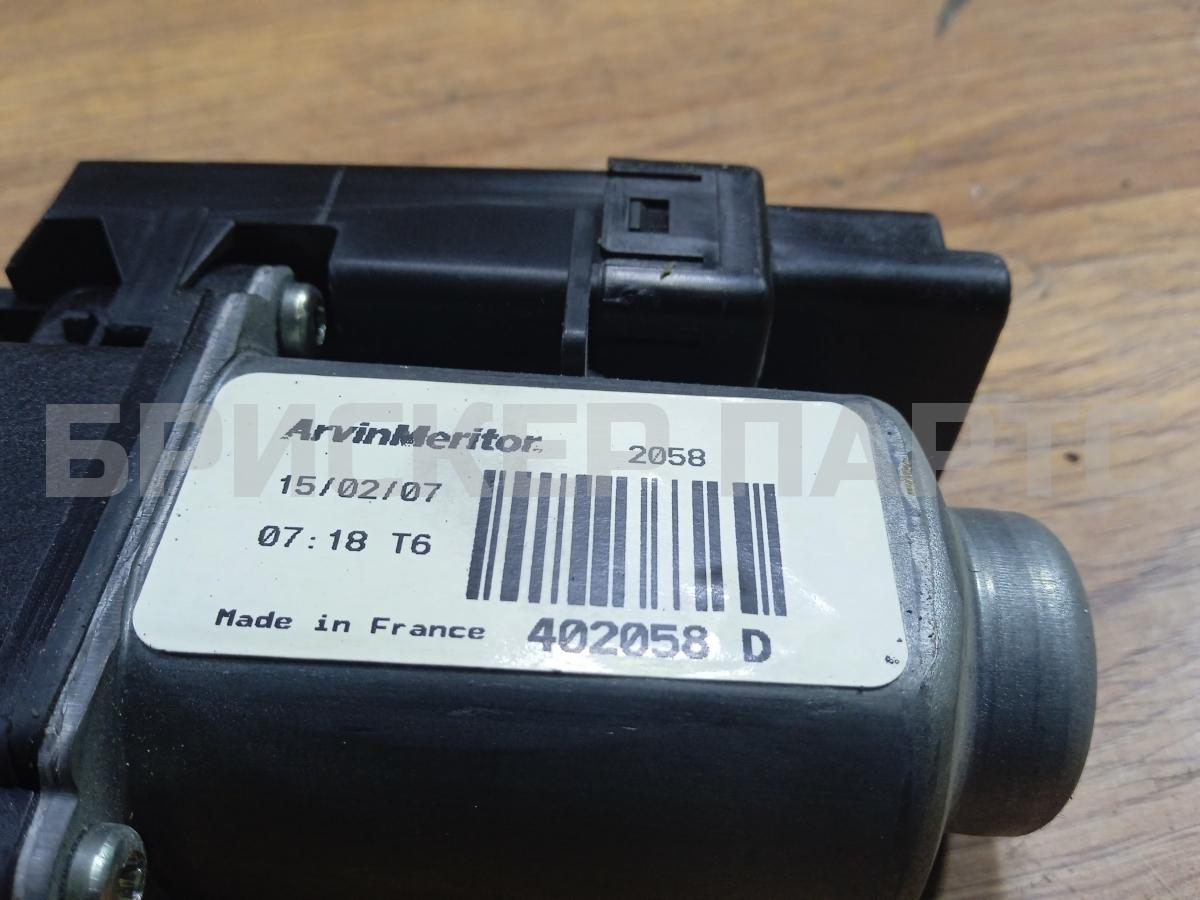 ArvinMeritor
2058
15/02/07
07:18 T6
Made in France
402058 D
БРИСКЕР ПАРТС